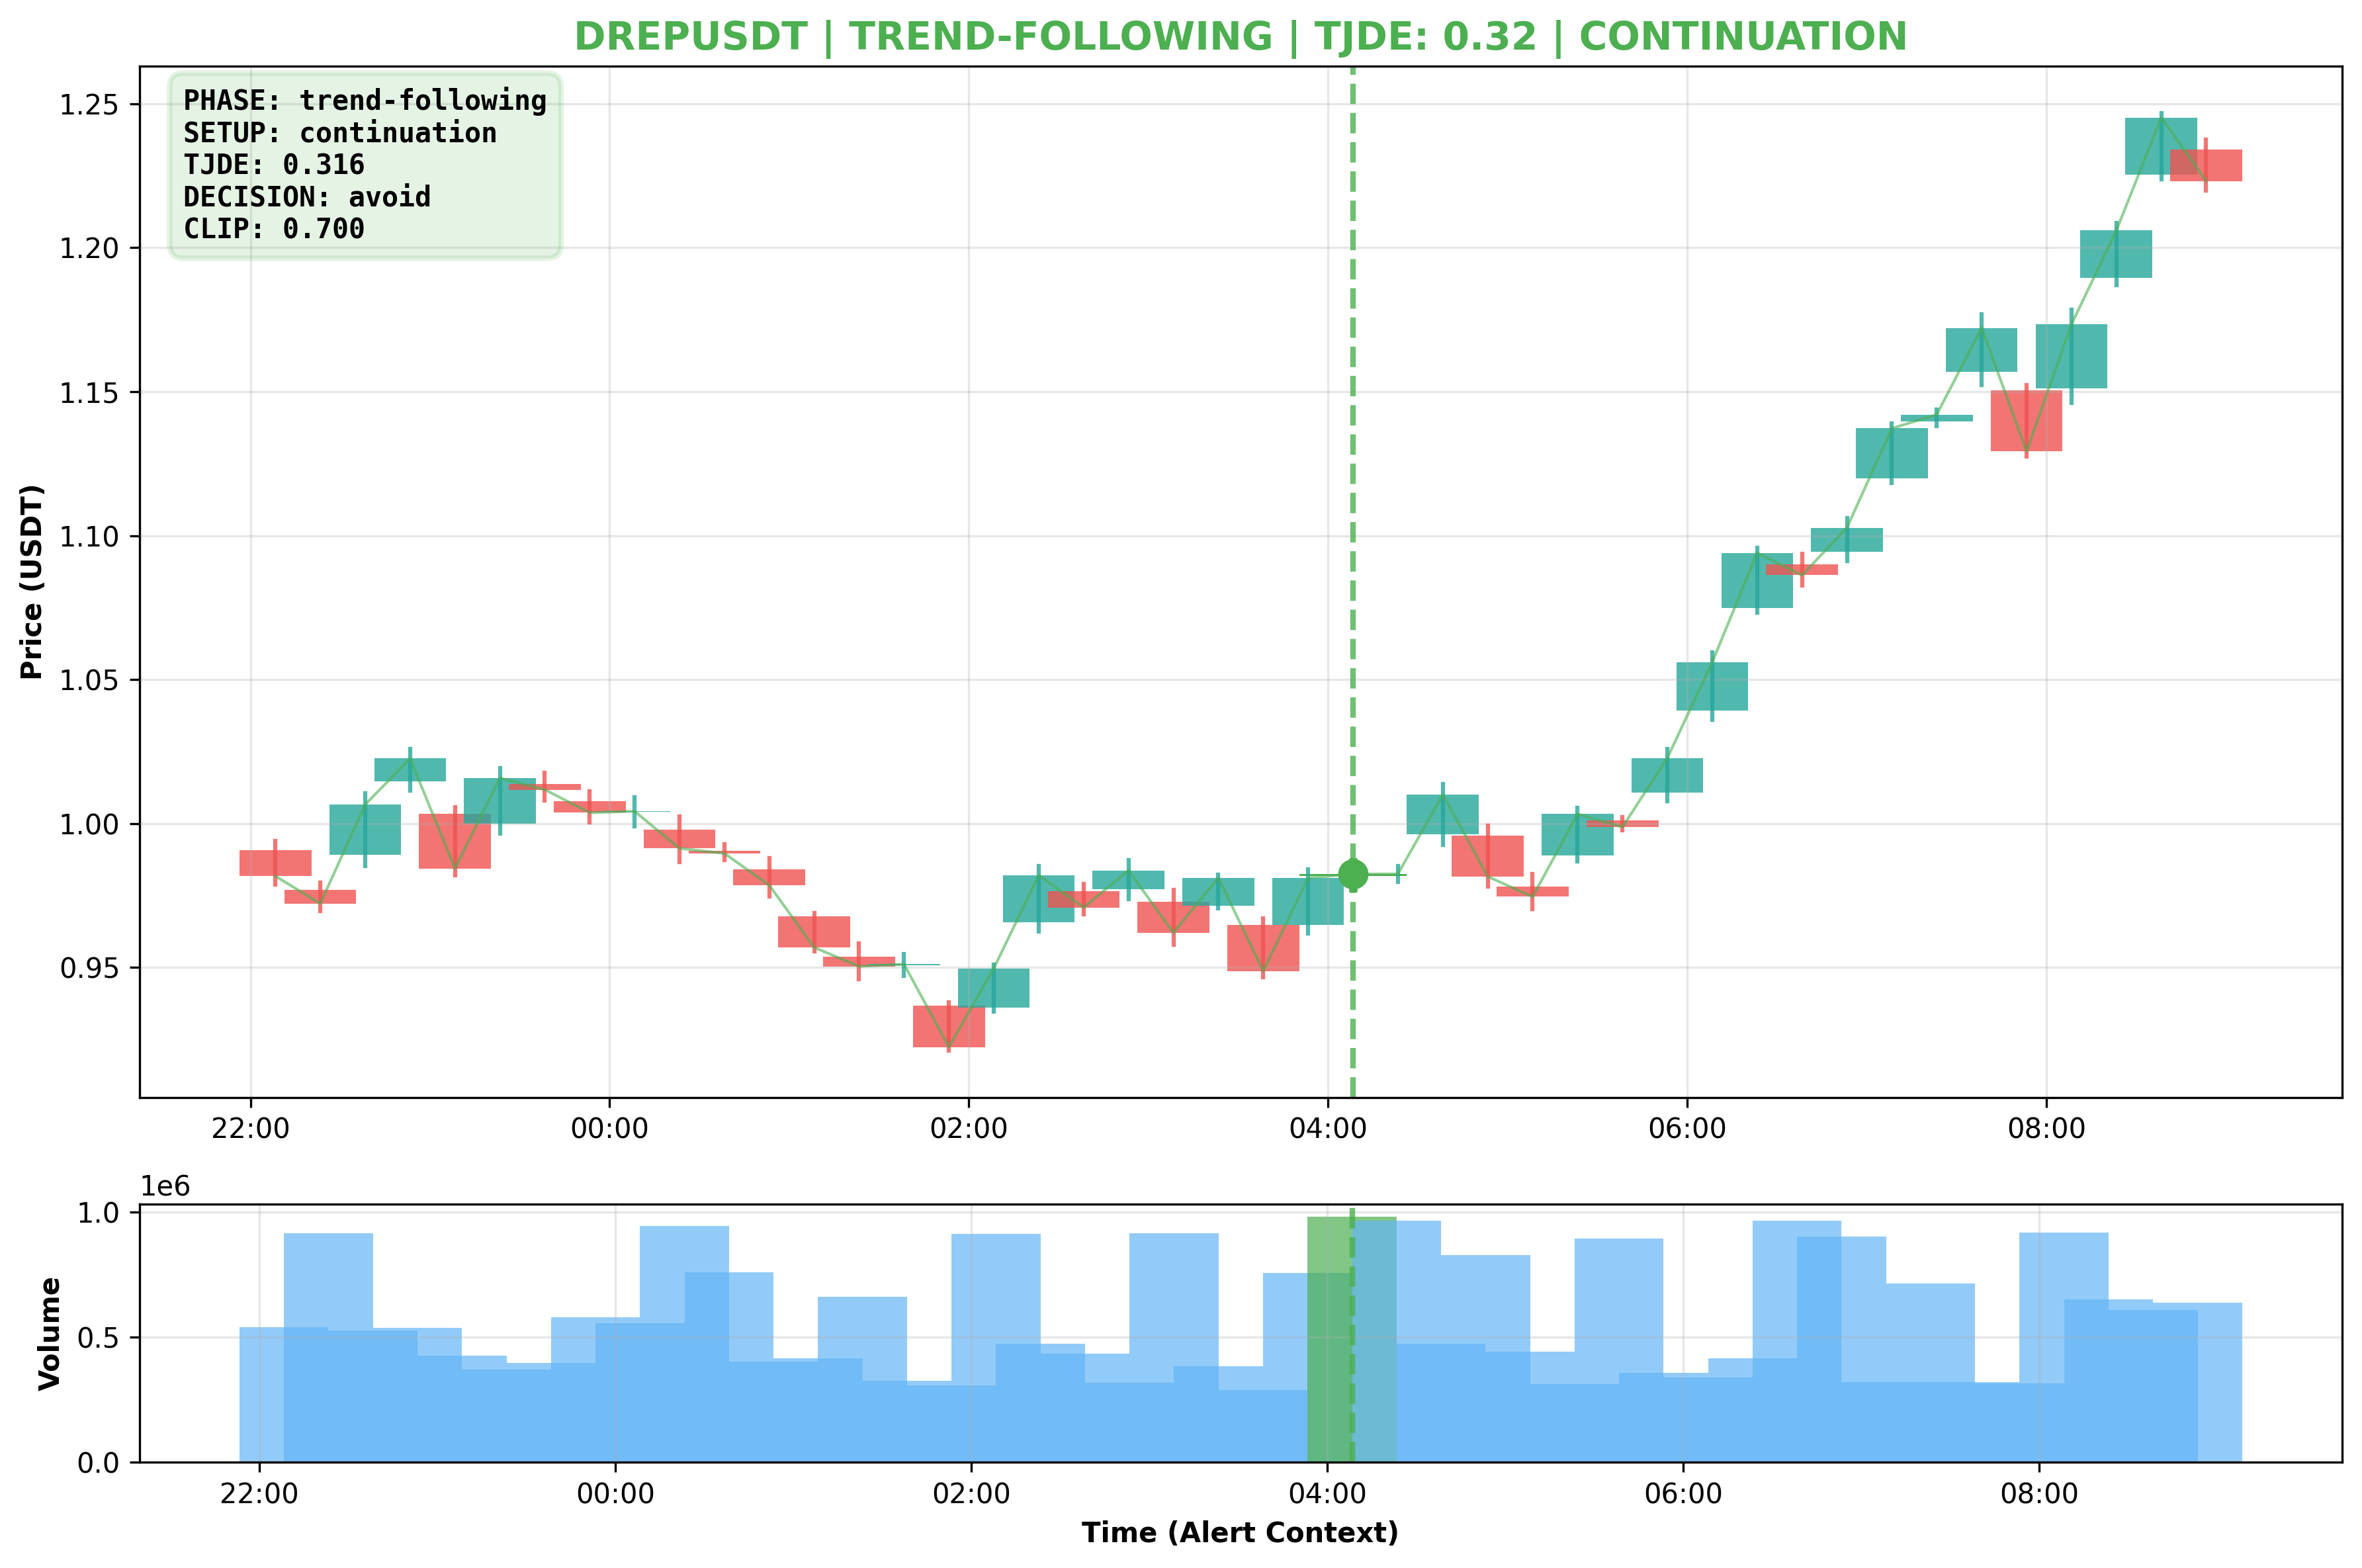 DREPUSDT | TREND-FOLLOWING | TJDE: 0.32 | CONTINUATION
PHASE: trend-following
SETUP: continuation
TJDE: 0.316
DECISION: avoid
CLIP: 0.700
Price (USDT)
1.25
1.20
1.15
1.10
1.05
1.00
0.95
22:00 00:00 02:00 04:00 06:00 08:00
1e6
Volume
1.0
0.5
0.0
22:00 00:00 02:00 04:00 06:00 08:00
Time (Alert Context)